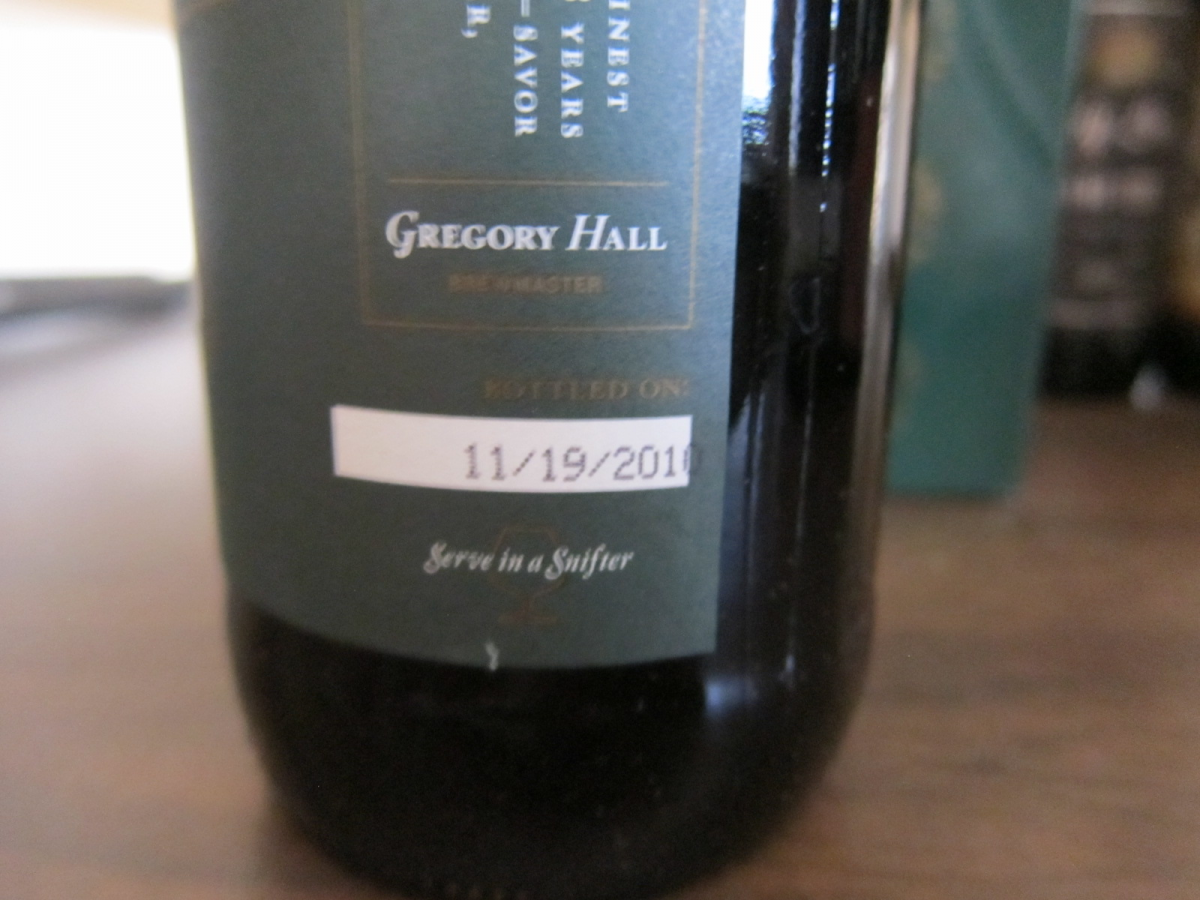 INEST
YEARS
— SAVOR
R,
GREGORY HALL
BREWMASTER
BOTTLED ON:
11/19/2010
Serve in a Snifter